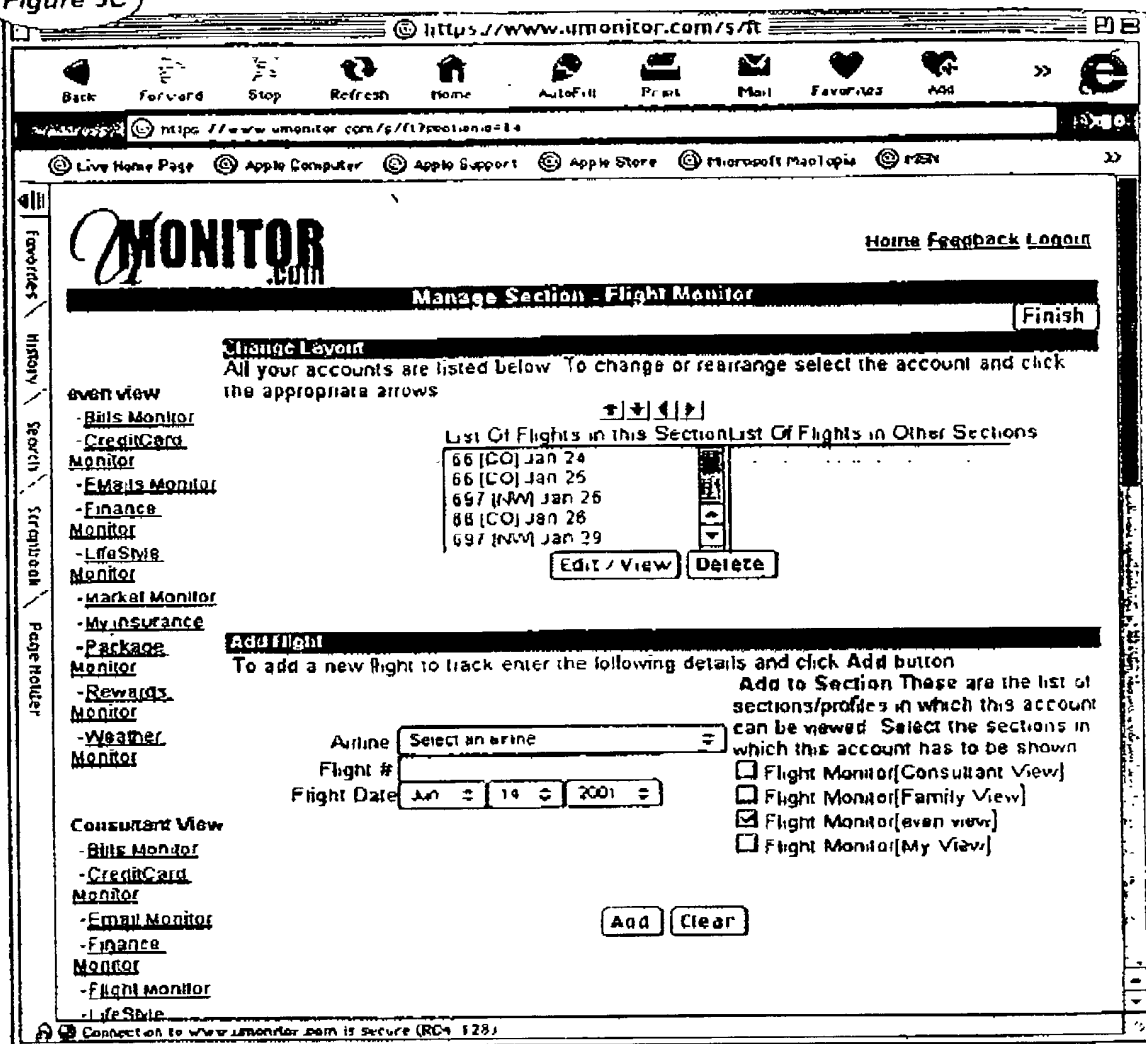 Figure 5C
https://www.umonitor.com/s/ft
Back Forward Stop Refresh Home AutoFill Print Mail Favorites Add >>
https://www.umonitor.com/s/ft?sectionid=14
Live Home Page Apple Computer Apple Support Apple Store Microsoft MacTopia MSN >>
Favorites
History
Search
Scrapbook
Page Holder
UMONITOR
.com
Home Feedback Logout
Manage Section - Flight Monitor
Finish
Change Layout
All your accounts are listed below To change or rearrange select the account and click
the appropriate arrows
List Of Flights in this Section List Of Flights in Other Sections
66 [CO] Jan 24
66 [CO] Jan 25
697 [NW] Jan 26
66 [CO] Jan 26
697 [NW] Jan 29
Edit / View Delete
even view
-Bills Monitor
-CreditCard
Monitor
-EMails Monitor
-Finance
Monitor
-LifeStyle
Monitor
-Market Monitor
-My insurance
-Package
Monitor
-Rewards
Monitor
-Weather
Monitor
Consultant View
-Bills Monitor
-CreditCard
Monitor
-Email Monitor
-Finance
Monitor
-Flight Monitor
-LifeStyle
Add Flight
To add a new flight to track enter the following details and click Add button
Airline Select an airline
Flight #
Flight Date Jun 14 2001
Add to Section These are the list of
sections/profiles in which this account
can be viewed Select the sections in
which this account has to be shown
Flight Monitor[Consultant View]
Flight Monitor[Family View]
Flight Monitor[even view]
Flight Monitor[My View]
Add Clear
Connection to www.umonitor.com is secure (RC4 128)